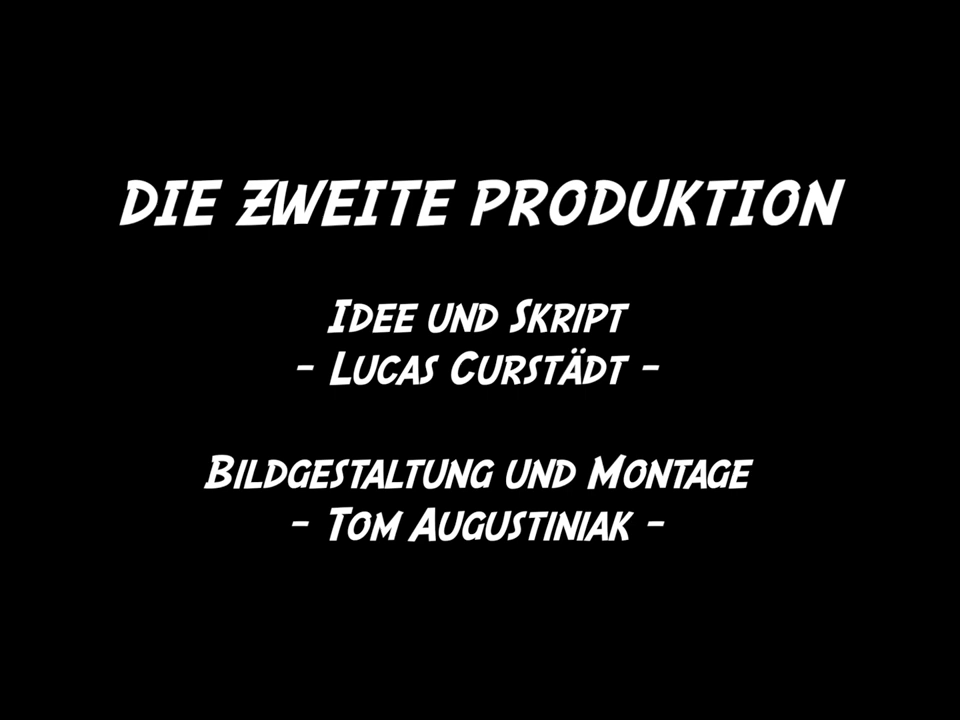 DIE ZWEITE PRODUKTION
IDEE UND SKRIPT
- LUCAS CURSTÄDT -
BILDGESTALTUNG UND MONTAGE
- TOM AUGUSTINIAK -